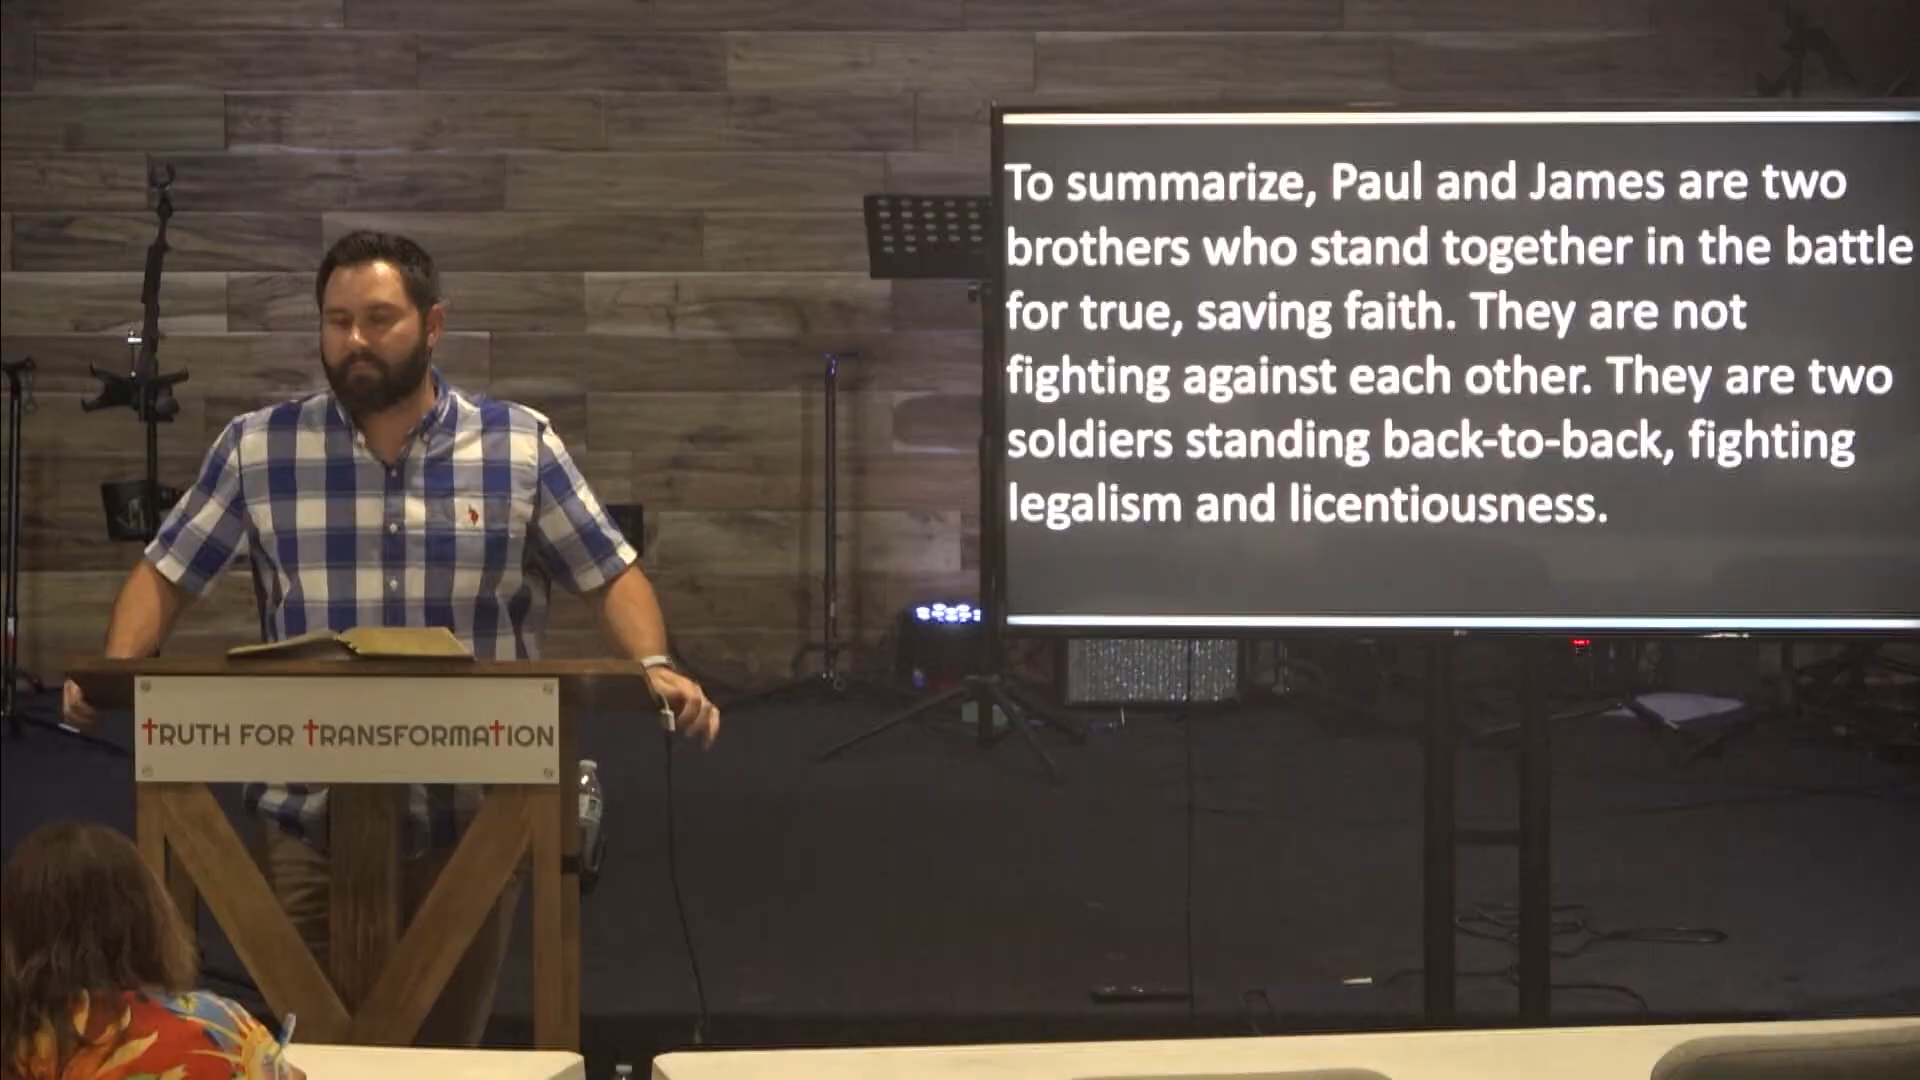 To summarize, Paul and James are two
brothers who stand together in the battle
for true, saving faith. They are not
fighting against each other. They are two
soldiers standing back-to-back, fighting
legalism and licentiousness.
TRUTH FOR TRANSFORMATION